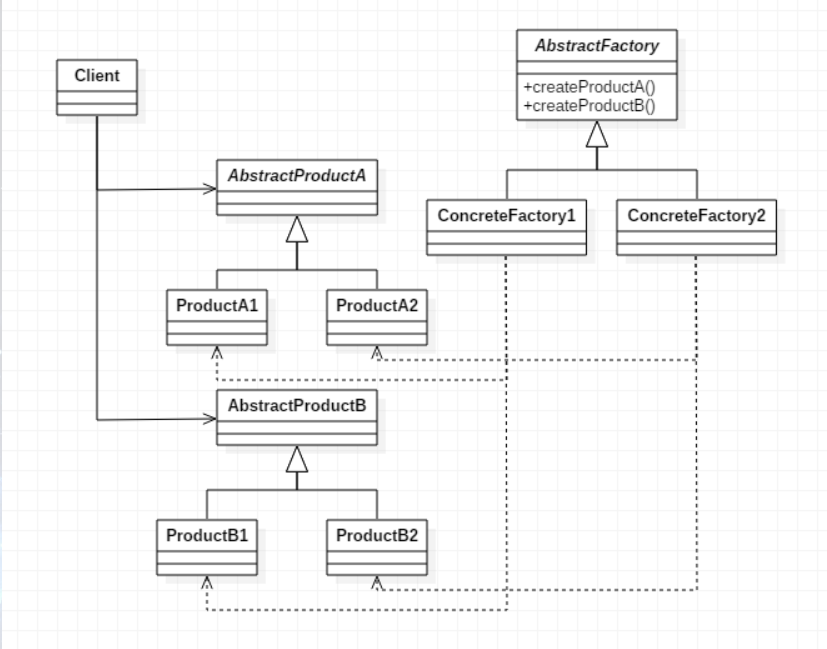 AbstractFactory
+createProductA()
+createProductB()
Client
AbstractProductA
ConcreteFactory1
ConcreteFactory2
ProductA1
ProductA2
AbstractProductB
ProductB1
ProductB2